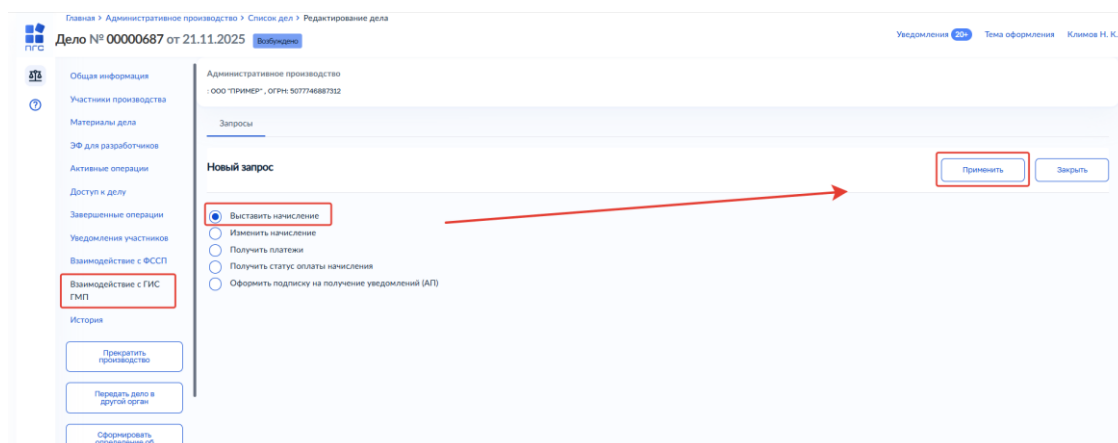 Главная > Административное производство > Список дел > Редактирование дела
Дело № 00000687 от 21.11.2025 Возбуждено
Уведомления 20+ Тема оформления Климов Н. К.
пгс
Общая информация
Участники производства
Материалы дела
ЭФ для разработчиков
Активные операции
Доступ к делу
Завершенные операции
Уведомления участников
Взаимодействие с ФССП
Взаимодействие с ГИС
ГМП
История
Прекратить
производство
Передать дело в
другой орган
Сформировать
определение об
Административное производство
: ООО "ПРИМЕР" , ОГРН: 5077746887312
Запросы
Новый запрос
Применить
Закрыть
Выставить начисление
Изменить начисление
Получить платежи
Получить статус оплаты начисления
Оформить подписку на получение уведомлений (АП)